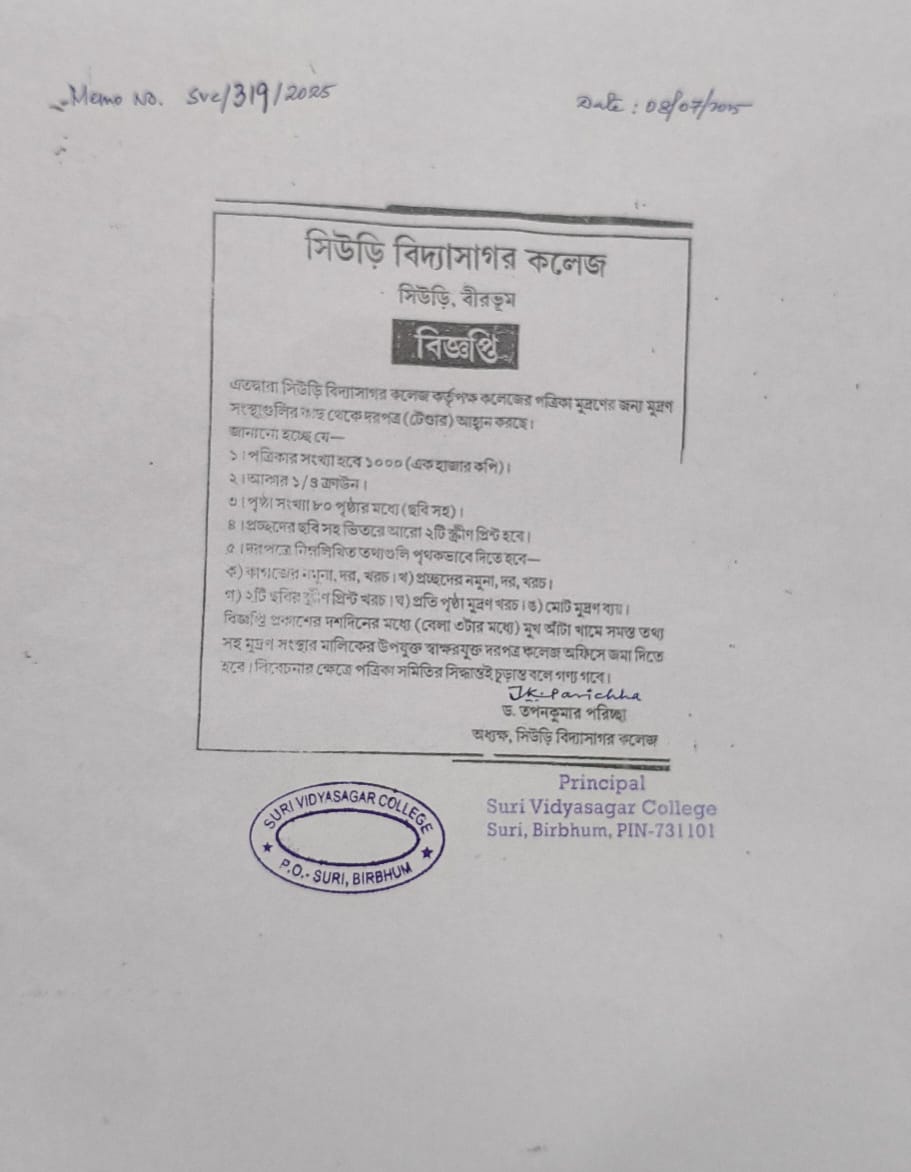 Memo No. SVC/319/2025
Date : 08/07/2025
সিউড়ি বিদ্যাসাগর কলেজ
সিউড়ি, বীরভূম
বিজ্ঞপ্তি
এতদ্বারা সিউড়ি বিদ্যাসাগর কলেজ কর্তৃপক্ষ কলেজের পত্রিকা মুদ্রণের জন্য মুদ্রণ
সংস্থাগুলির কাছ থেকে দরপত্র (টেণ্ডার) আহ্বান করছে।
জানানো হচ্ছে যে—
১। পত্রিকার সংখ্যা হবে ১০০০ (এক হাজার কপি)।
২। আকার ১/৪ ক্রাউন।
৩। পৃষ্ঠা সংখ্যা ৮০ পৃষ্ঠার মধ্যে (ছবি সহ)।
৪। প্রচ্ছদের ছবি সহ ভিতরে আরো ২টি স্ক্রীণ প্রিন্ট হবে।
৫। দরপত্রে নিম্নলিখিত তথ্যগুলি পৃথকভাবে দিতে হবে—
ক) কাগজের নমুনা, দর, খরচ। খ) প্রচ্ছদের নমুনা, দর, খরচ।
গ) ২টি ছবির স্ক্রীণ প্রিন্ট খরচ। ঘ) প্রতি পৃষ্ঠা মুদ্রণ খরচ। ঙ) মোট মুদ্রণ ব্যয়।
বিজ্ঞপ্তি প্রকাশের দশদিনের মধ্যে (বেলা ৩টার মধ্যে) মুখ আঁটা খামে সমস্ত তথ্য
সহ মুদ্রণ সংস্থার মালিকের উপযুক্ত স্বাক্ষরযুক্ত দরপত্র কলেজ অফিসে জমা দিতে
হবে। বিবেচনার ক্ষেত্রে পত্রিকা সমিতির সিদ্ধান্তই চূড়ান্ত বলে গণ্য হবে।
T.K. Parichha
ড. তপনকুমার পরিচ্ছা
অধ্যক্ষ, সিউড়ি বিদ্যাসাগর কলেজ
Principal
Suri Vidyasagar College
Suri, Birbhum, PIN-731101
SURI VIDYASAGAR COLLEGE
P.O.- SURI, BIRBHUM